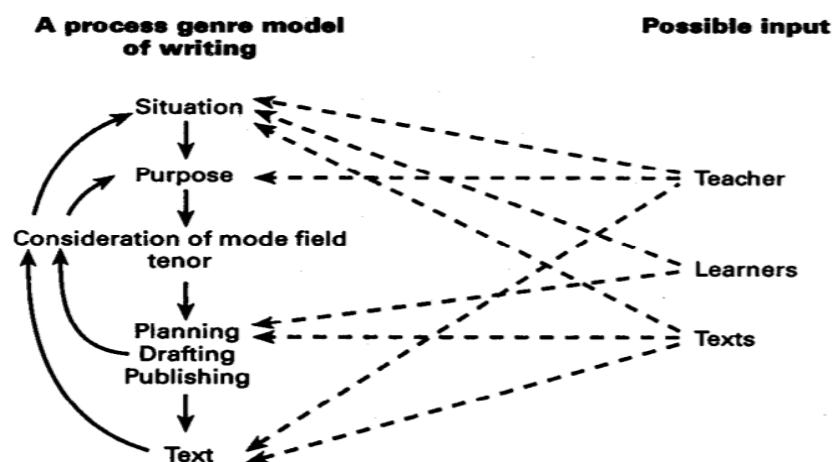 A process genre model
of writing
Possible input
Situation
Purpose
Teacher
Consideration of mode field
tenor
Learners
Planning
Drafting
Publishing
Texts
Text